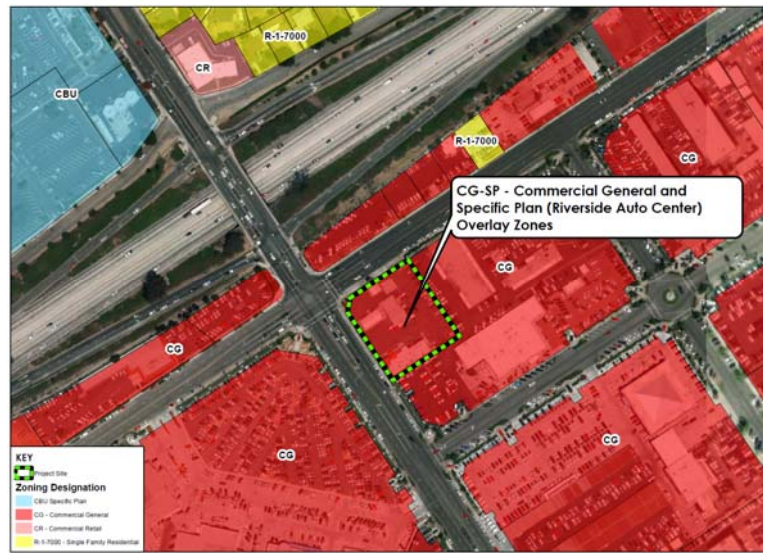 R-1-7000
CR
CBU
R-1-7000
CG
CG-SP - Commercial General and
Specific Plan (Riverside Auto Center)
Overlay Zones
CG
CG
CG
CG
KEY
Project Site
Zoning Designation
CBU Specific Plan
CG - Commercial General
CR - Commercial Retail
R-1-7000 - Single Family Residential